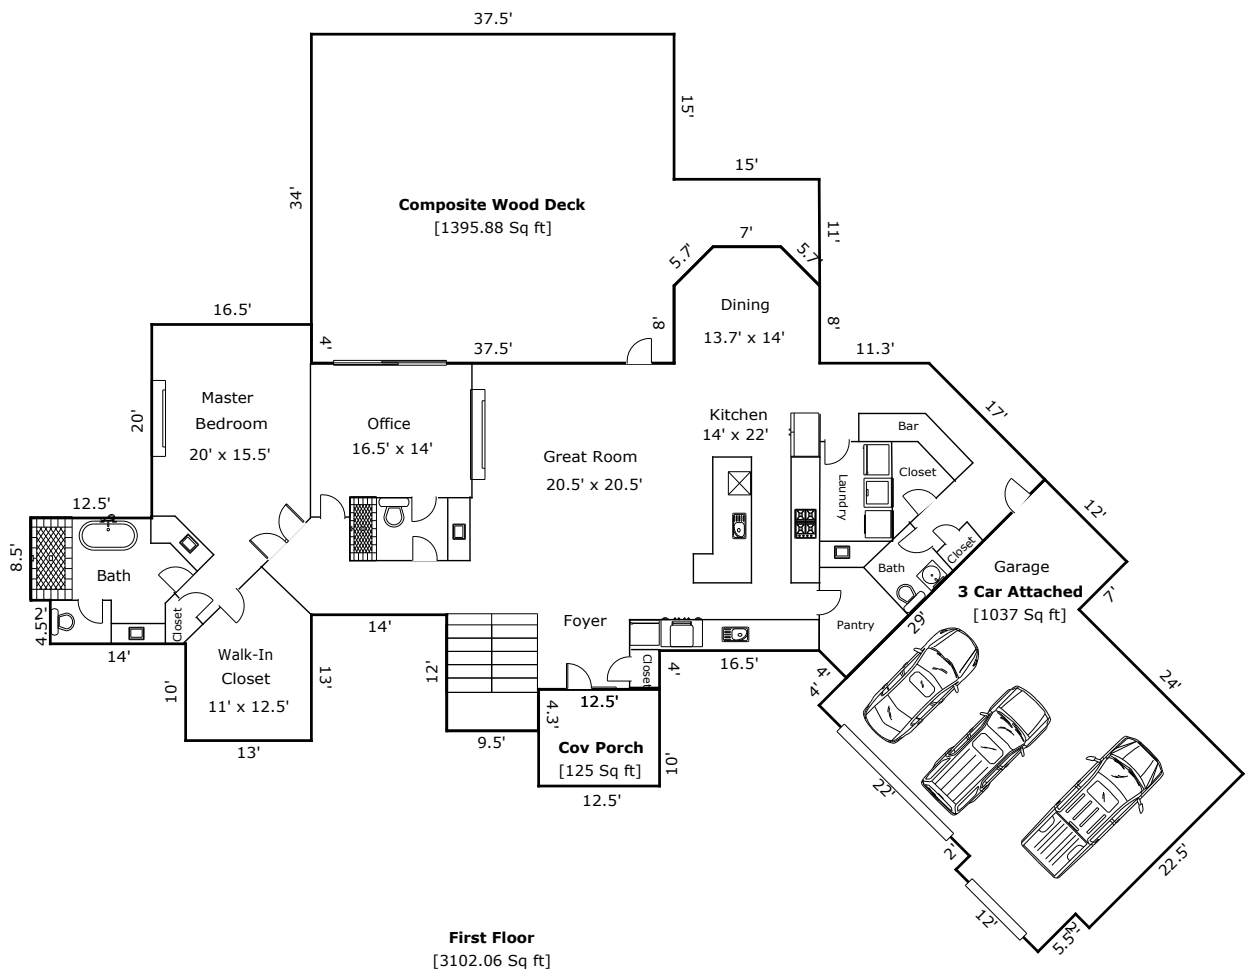 37.5'
15'
15'
34'
Composite Wood Deck
[1395.88 Sq ft]
11'
7'
5.7'
5.7'
16.5'
Dining
13.7' x 14'
8'
8'
4'
37.5'
11.3'
Master
Bedroom
20' x 15.5'
20'
Office
16.5' x 14'
Great Room
20.5' x 20.5'
Kitchen
14' x 22'
Bar
17'
Closet
Laundry
12.5'
12'
8.5'
Bath
Bath
Closet
Garage
3 Car Attached
[1037 Sq ft]
7'
2'
4.5'
Closet
14'
14'
Foyer
Pantry
29'
Walk-In
Closet
11' x 12.5'
10'
13'
13'
12'
Closet
4'
16.5'
4'
4'
24'
12.5'
4.3'
9.5'
Cov Porch
[125 Sq ft]
10'
12.5'
22'
2'
22.5'
12'
2'
5.5'
First Floor
[3102.06 Sq ft]